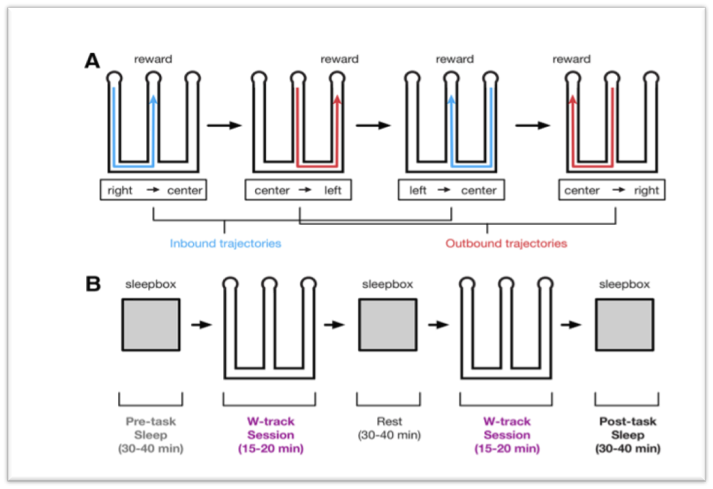 A
reward
reward
reward
reward
right → center
center → left
left → center
center → right
Inbound trajectories
Outbound trajectories
B
sleepbox
sleepbox
sleepbox
Pre-task
Sleep
(30-40 min)
W-track
Session
(15-20 min)
Rest
(30-40 min)
W-track
Session
(15-20 min)
Post-task
Sleep
(30-40 min)